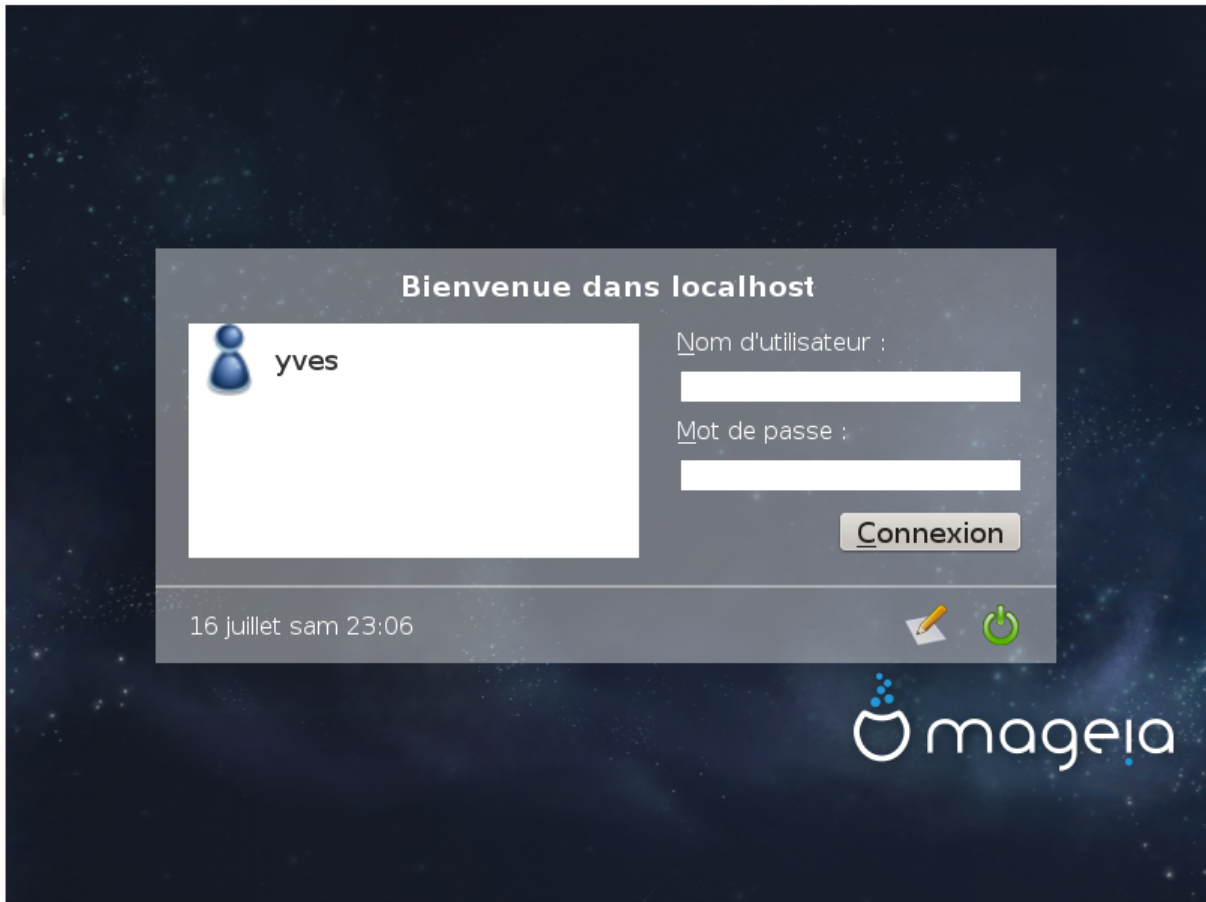 Bienvenue dans localhost
yves
Nom d'utilisateur :
Mot de passe :
Connexion
16 juillet sam 23:06
mageia